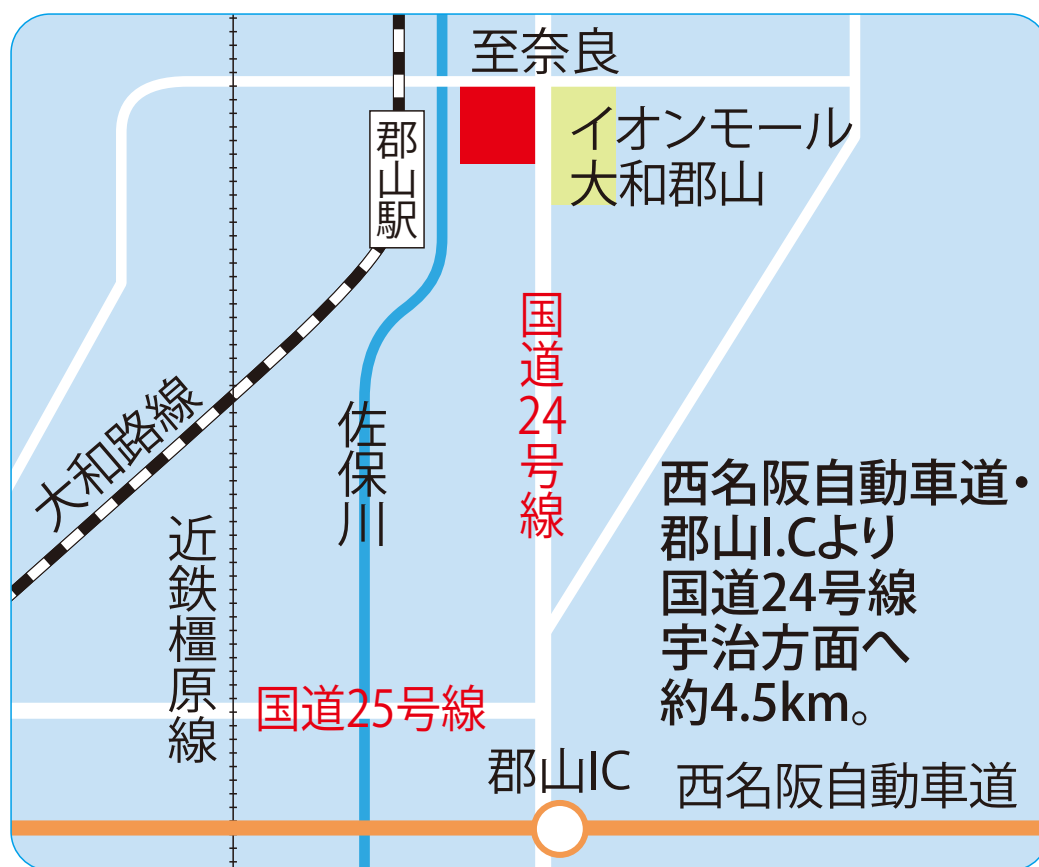 至奈良
イオンモール
大和郡山
郡山駅
国道24号線
大和路線
佐保川
西名阪自動車道・
郡山I.Cより
国道24号線
宇治方面へ
約4.5km。
近鉄橿原線
国道25号線
郡山IC
西名阪自動車道